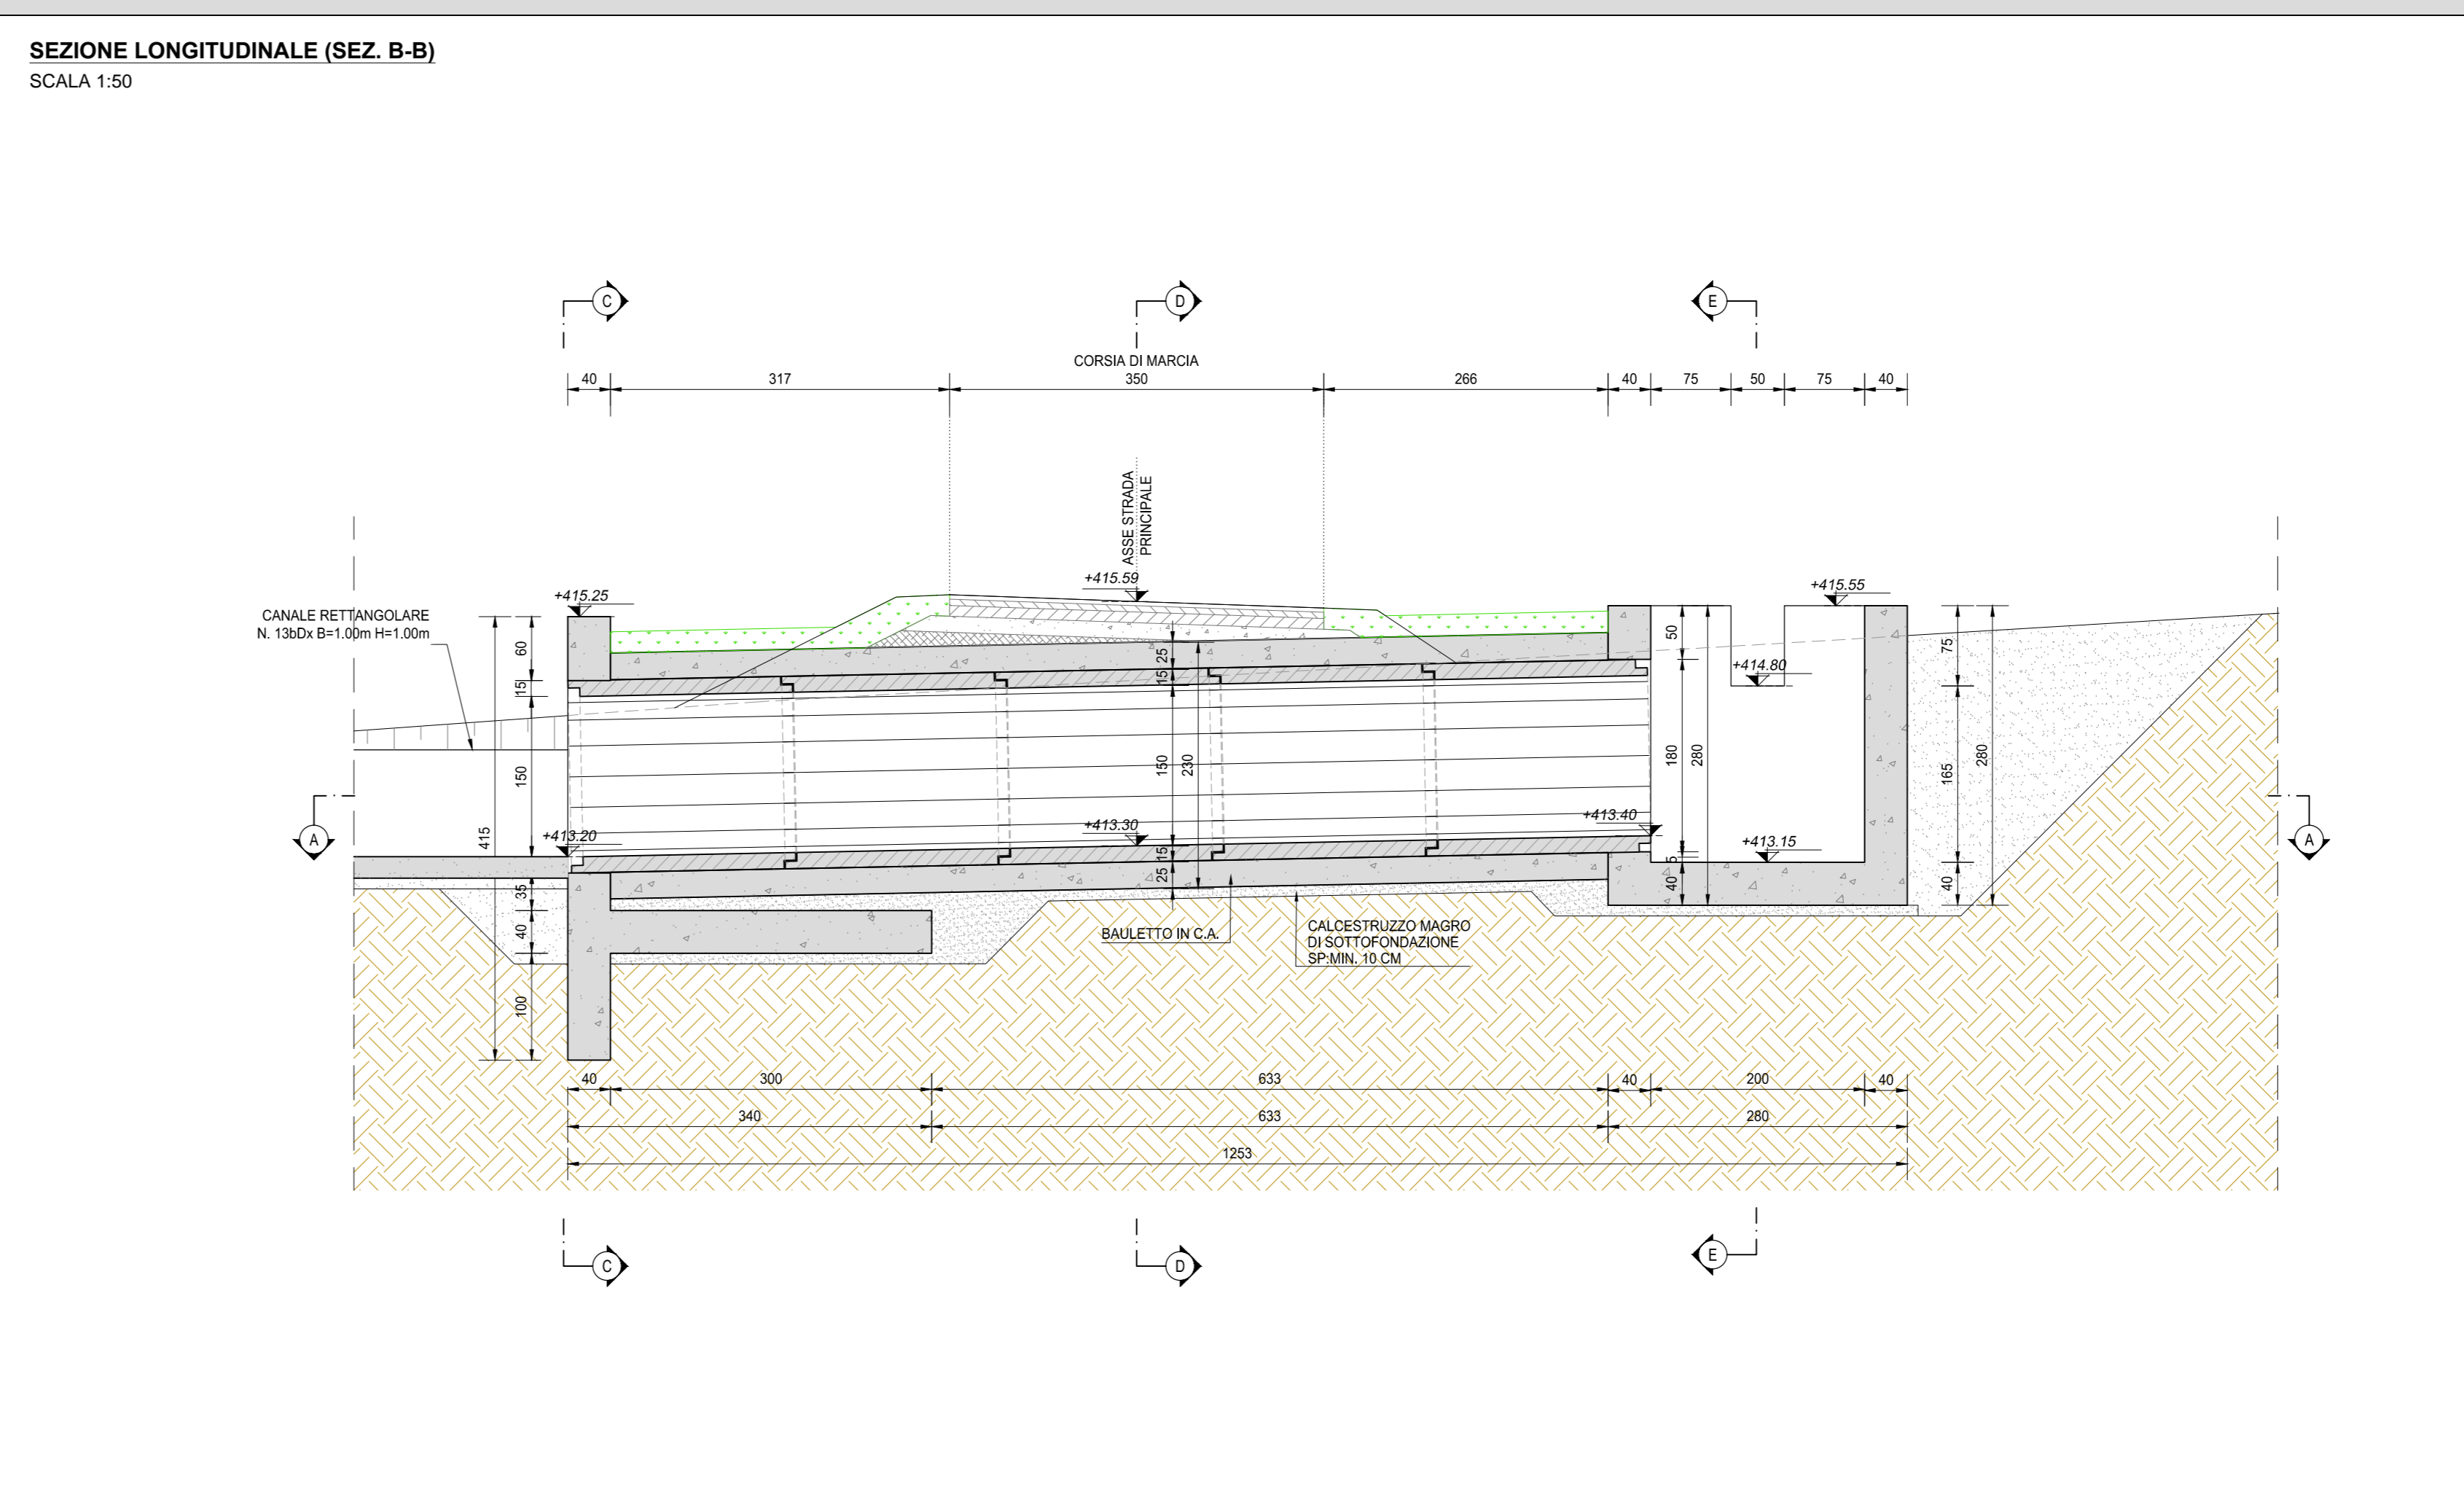 SEZIONE LONGITUDINALE (SEZ. B-B)
SCALA 1:50
C
D
E
CORSIA DI MARCIA
40
317
350
266
40
75
50
75
40
ASSE STRADA
PRINCIPALE
+415.59
+415.25
+415.55
CANALE RETTANGOLARE
N. 13bDx B=1.00m H=1.00m
60
15
150
415
35
40
100
25
15
150
230
15
25
50
180
280
5
40
+414.80
75
165
280
40
+413.20
+413.30
+413.40
+413.15
A
A
BAULETTO IN C.A.
CALCESTRUZZO MAGRO
DI SOTTOFONDAZIONE
SP.MIN. 10 CM
40
300
633
40
200
40
340
633
280
1253
C
D
E